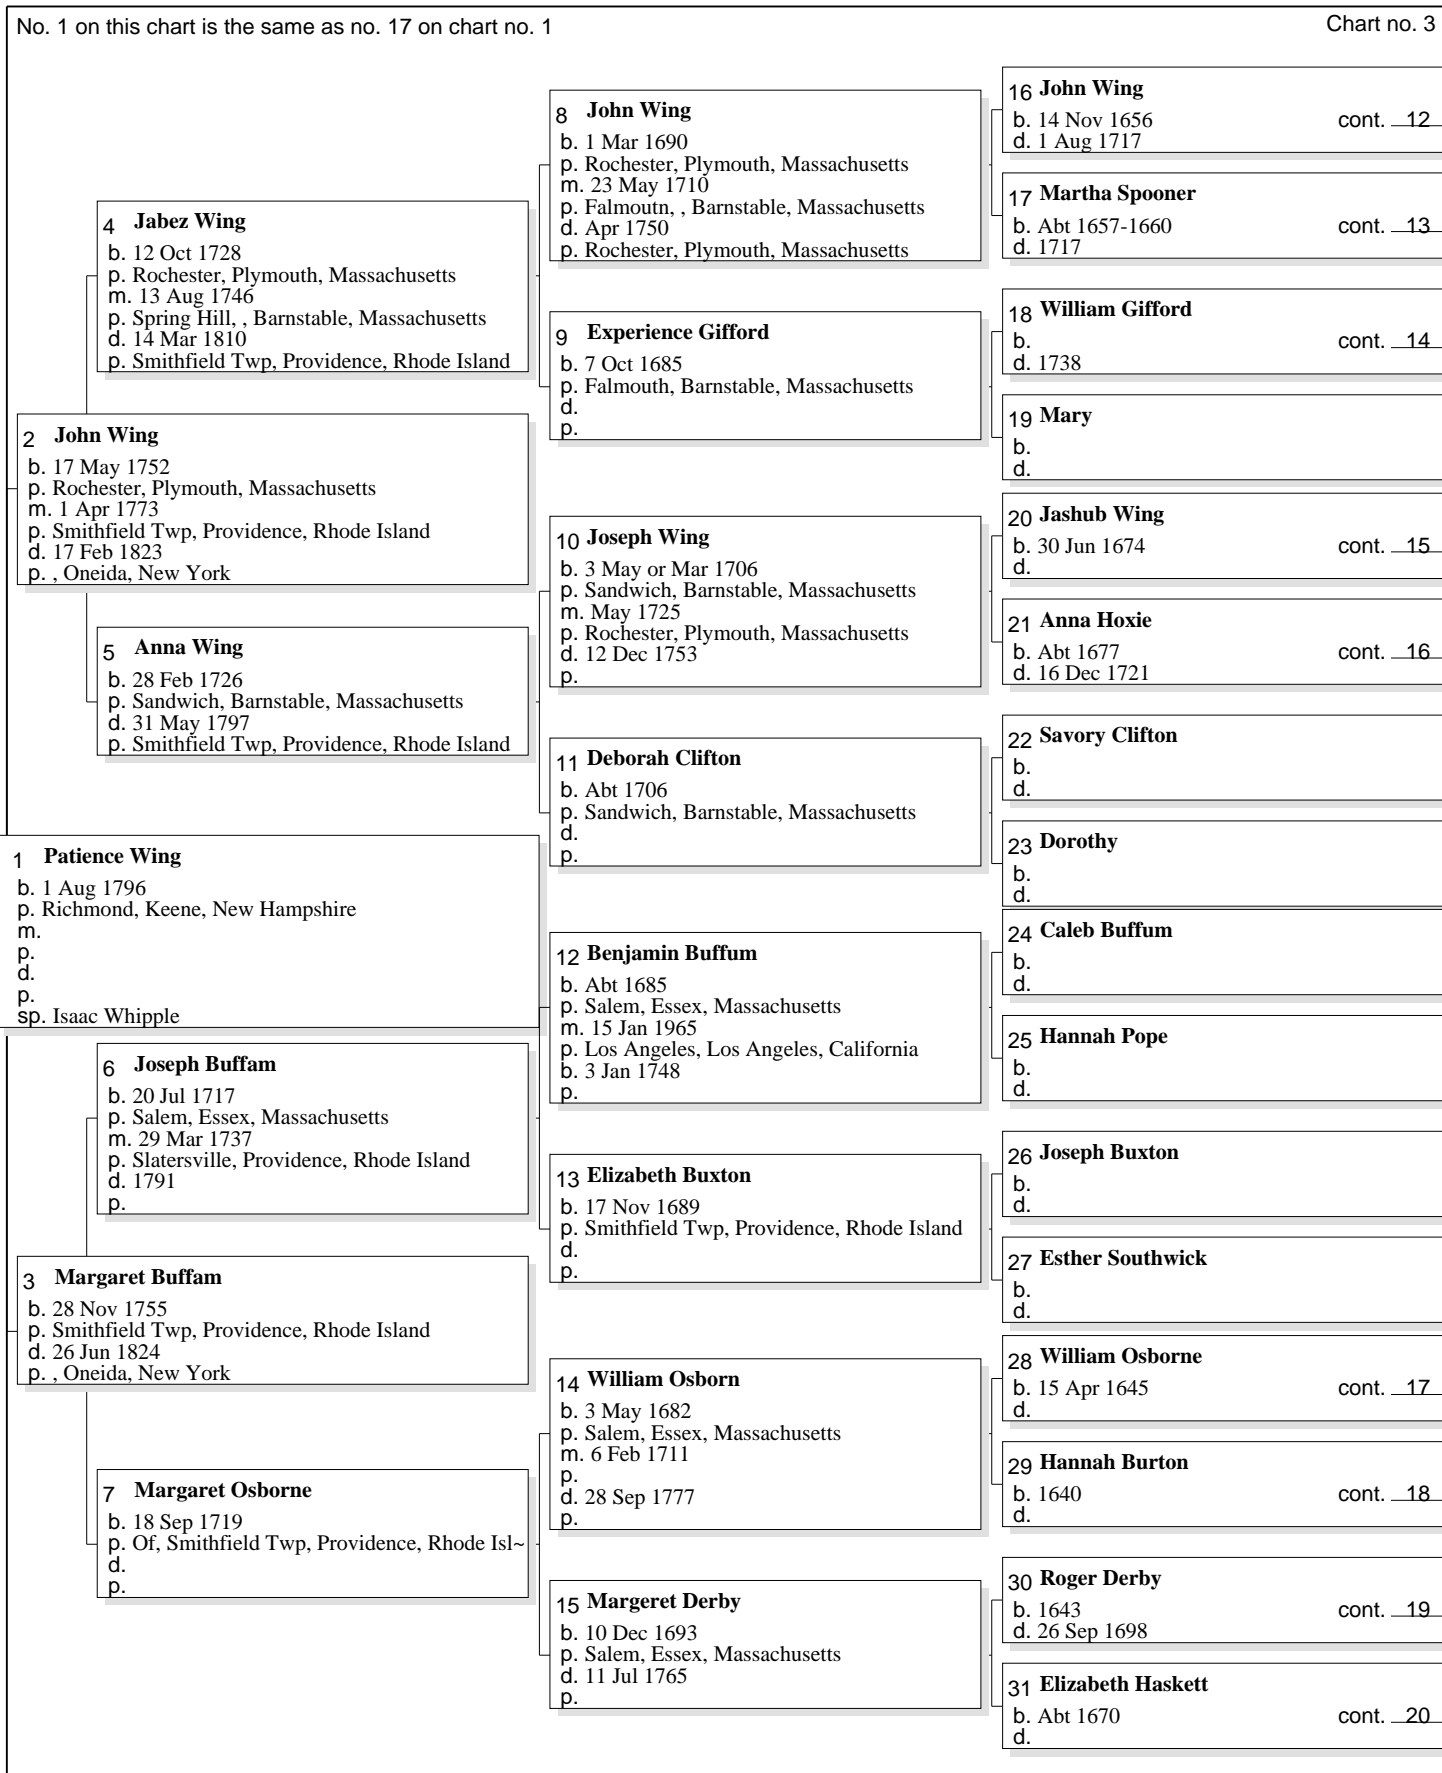 No. 1 on this chart is the same as no. 17 on chart no. 1
Chart no. 3
1 Patience Wing
b. 1 Aug 1796
p. Richmond, Keene, New Hampshire
m.
p.
d.
p.
sp. Isaac Whipple
2 John Wing
b. 17 May 1752
p. Rochester, Plymouth, Massachusetts
m. 1 Apr 1773
p. Smithfield Twp, Providence, Rhode Island
d. 17 Feb 1823
p. , Oneida, New York
3 Margaret Buffam
b. 28 Nov 1755
p. Smithfield Twp, Providence, Rhode Island
d. 26 Jun 1824
p. , Oneida, New York
4 Jabez Wing
b. 12 Oct 1728
p. Rochester, Plymouth, Massachusetts
m. 13 Aug 1746
p. Spring Hill, , Barnstable, Massachusetts
d. 14 Mar 1810
p. Smithfield Twp, Providence, Rhode Island
5 Anna Wing
b. 28 Feb 1726
p. Sandwich, Barnstable, Massachusetts
d. 31 May 1797
p. Smithfield Twp, Providence, Rhode Island
6 Joseph Buffam
b. 20 Jul 1717
p. Salem, Essex, Massachusetts
m. 29 Mar 1737
p. Slatersville, Providence, Rhode Island
d. 1791
p.
7 Margaret Osborne
b. 18 Sep 1719
p. Of, Smithfield Twp, Providence, Rhode Isl~
d.
p.
8 John Wing
b. 1 Mar 1690
p. Rochester, Plymouth, Massachusetts
m. 23 May 1710
p. Falmoutn, , Barnstable, Massachusetts
d. Apr 1750
p. Rochester, Plymouth, Massachusetts
9 Experience Gifford
b. 7 Oct 1685
p. Falmouth, Barnstable, Massachusetts
d.
p.
10 Joseph Wing
b. 3 May or Mar 1706
p. Sandwich, Barnstable, Massachusetts
m. May 1725
p. Rochester, Plymouth, Massachusetts
d. 12 Dec 1753
p.
11 Deborah Clifton
b. Abt 1706
p. Sandwich, Barnstable, Massachusetts
d.
p.
12 Benjamin Buffum
b. Abt 1685
p. Salem, Essex, Massachusetts
m. 15 Jan 1965
p. Los Angeles, Los Angeles, California
b. 3 Jan 1748
p.
13 Elizabeth Buxton
b. 17 Nov 1689
p. Smithfield Twp, Providence, Rhode Island
d.
p.
14 William Osborn
b. 3 May 1682
p. Salem, Essex, Massachusetts
m. 6 Feb 1711
p.
d. 28 Sep 1777
p.
15 Margeret Derby
b. 10 Dec 1693
p. Salem, Essex, Massachusetts
d. 11 Jul 1765
p.
16 John Wing
b. 14 Nov 1656 cont. 12
d. 1 Aug 1717
17 Martha Spooner
b. Abt 1657-1660 cont. 13
d. 1717
18 William Gifford
b. cont. 14
d. 1738
19 Mary
b.
d.
20 Jashub Wing
b. 30 Jun 1674 cont. 15
d.
21 Anna Hoxie
b. Abt 1677 cont. 16
d. 16 Dec 1721
22 Savory Clifton
b.
d.
23 Dorothy
b.
d.
24 Caleb Buffum
b.
d.
25 Hannah Pope
b.
d.
26 Joseph Buxton
b.
d.
27 Esther Southwick
b.
d.
28 William Osborne
b. 15 Apr 1645 cont. 17
d.
29 Hannah Burton
b. 1640 cont. 18
d.
30 Roger Derby
b. 1643 cont. 19
d. 26 Sep 1698
31 Elizabeth Haskett
b. Abt 1670 cont. 20
d.